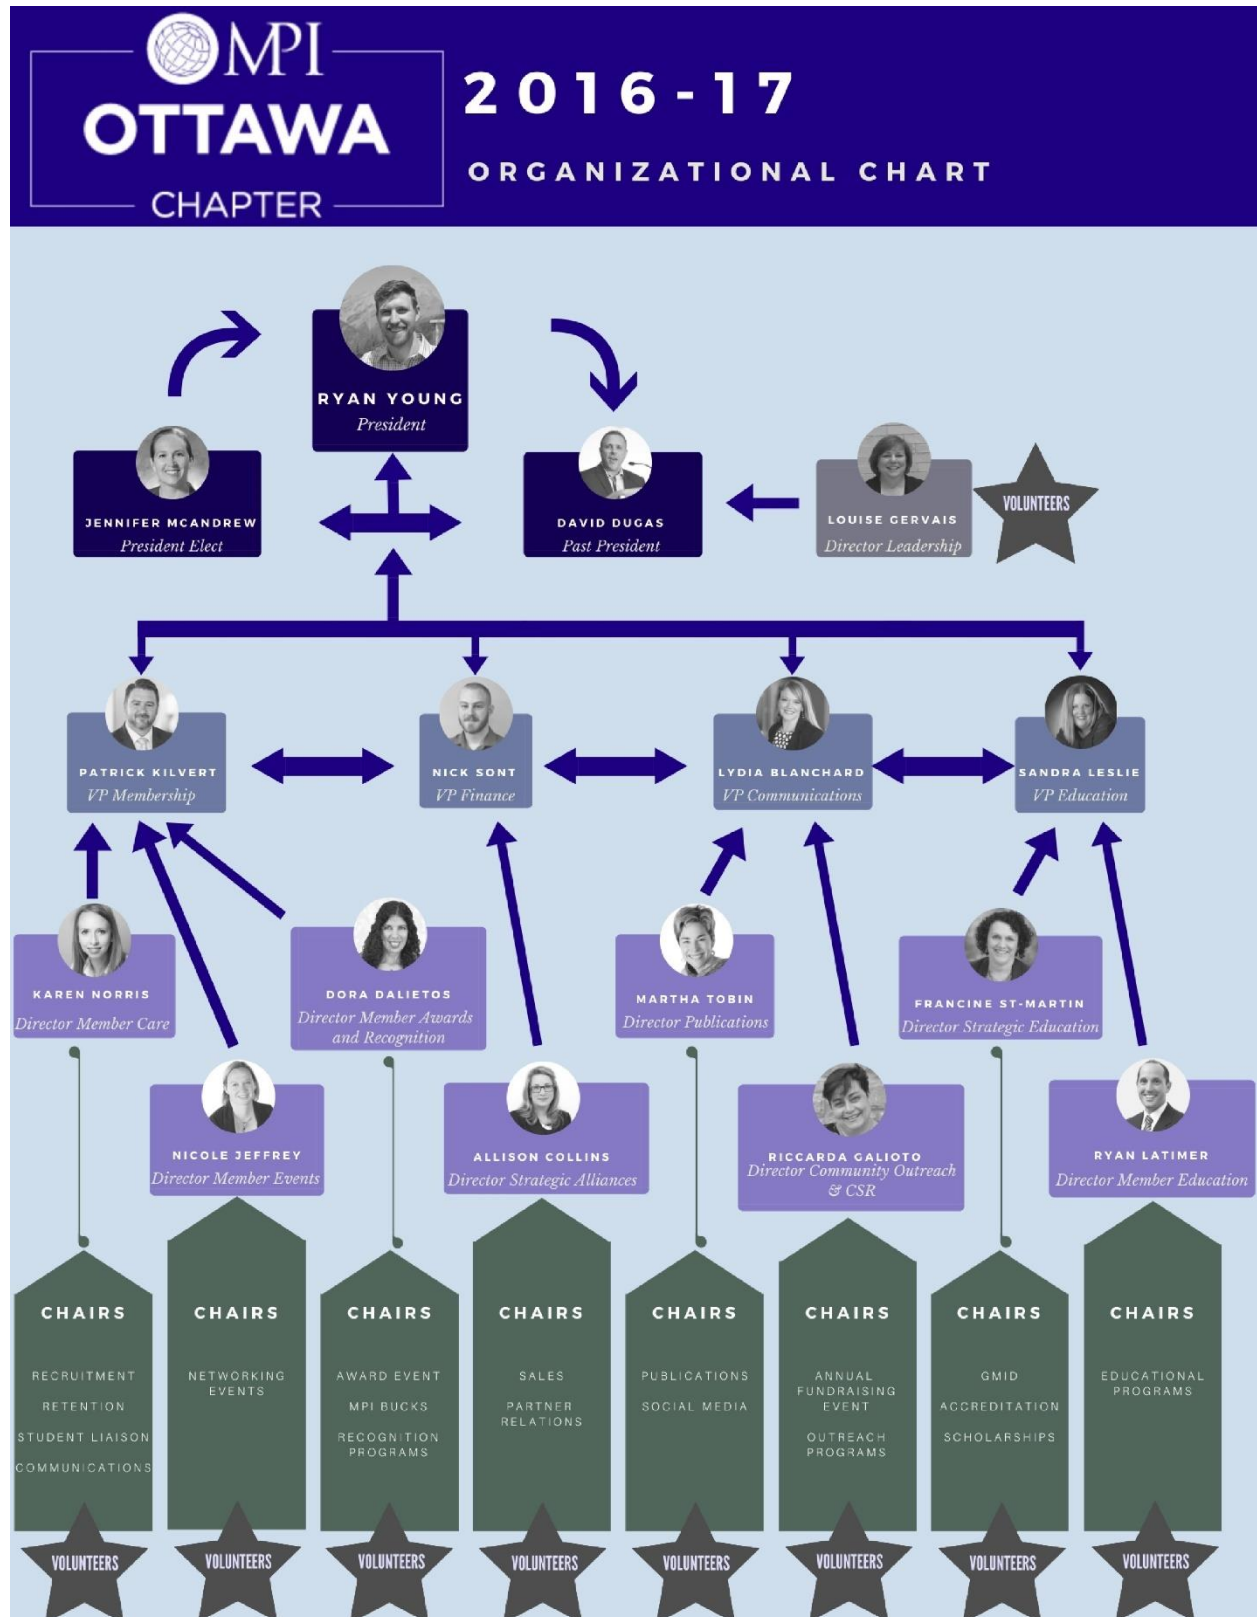 MPI
OTTAWA
CHAPTER
2016-17
ORGANIZATIONAL CHART
RYAN YOUNG
President
JENNIFER MCANDREW
President Elect
DAVID DUGAS
Past President
LOUISE GERVAIS
Director Leadership
VOLUNTEERS
PATRICK KILVERT
VP Membership
NICK SONT
VP Finance
LYDIA BLANCHARD
VP Communications
SANDRA LESLIE
VP Education
KAREN NORRIS
Director Member Care
DORA DALIETOS
Director Member Awards
and Recognition
MARTHA TOBIN
Director Publications
FRANCINE ST-MARTIN
Director Strategic Education
NICOLE JEFFREY
Director Member Events
ALLISON COLLINS
Director Strategic Alliances
RICCARDA GALIOTO
Director Community Outreach
& CSR
RYAN LATIMER
Director Member Education
CHAIRS
RECRUITMENT
RETENTION
STUDENT LIAISON
COMMUNICATIONS
VOLUNTEERS
CHAIRS
NETWORKING
EVENTS
VOLUNTEERS
CHAIRS
AWARD EVENT
MPI BUCKS
RECOGNITION
PROGRAMS
VOLUNTEERS
CHAIRS
SALES
PARTNER
RELATIONS
VOLUNTEERS
CHAIRS
PUBLICATIONS
SOCIAL MEDIA
VOLUNTEERS
CHAIRS
ANNUAL
FUNDRAISING
EVENT
OUTREACH
PROGRAMS
VOLUNTEERS
CHAIRS
GMID
ACCREDITATION
SCHOLARSHIPS
VOLUNTEERS
CHAIRS
EDUCATIONAL
PROGRAMS
VOLUNTEERS